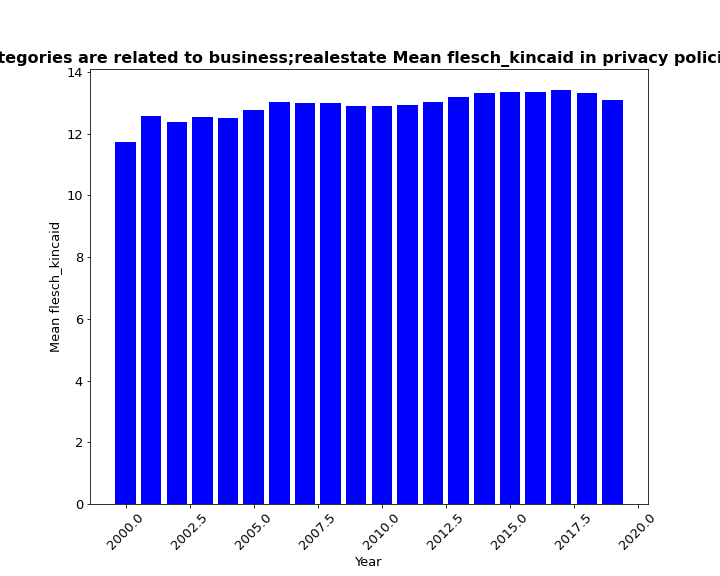 tegories are related to business;realestate Mean flesch_kincaid in privacy polici
14
12
10
8
6
4
2
0
Mean flesch_kincaid
2000.0 2002.5 2005.0 2007.5 2010.0 2012.5 2015.0 2017.5 2020.0
Year